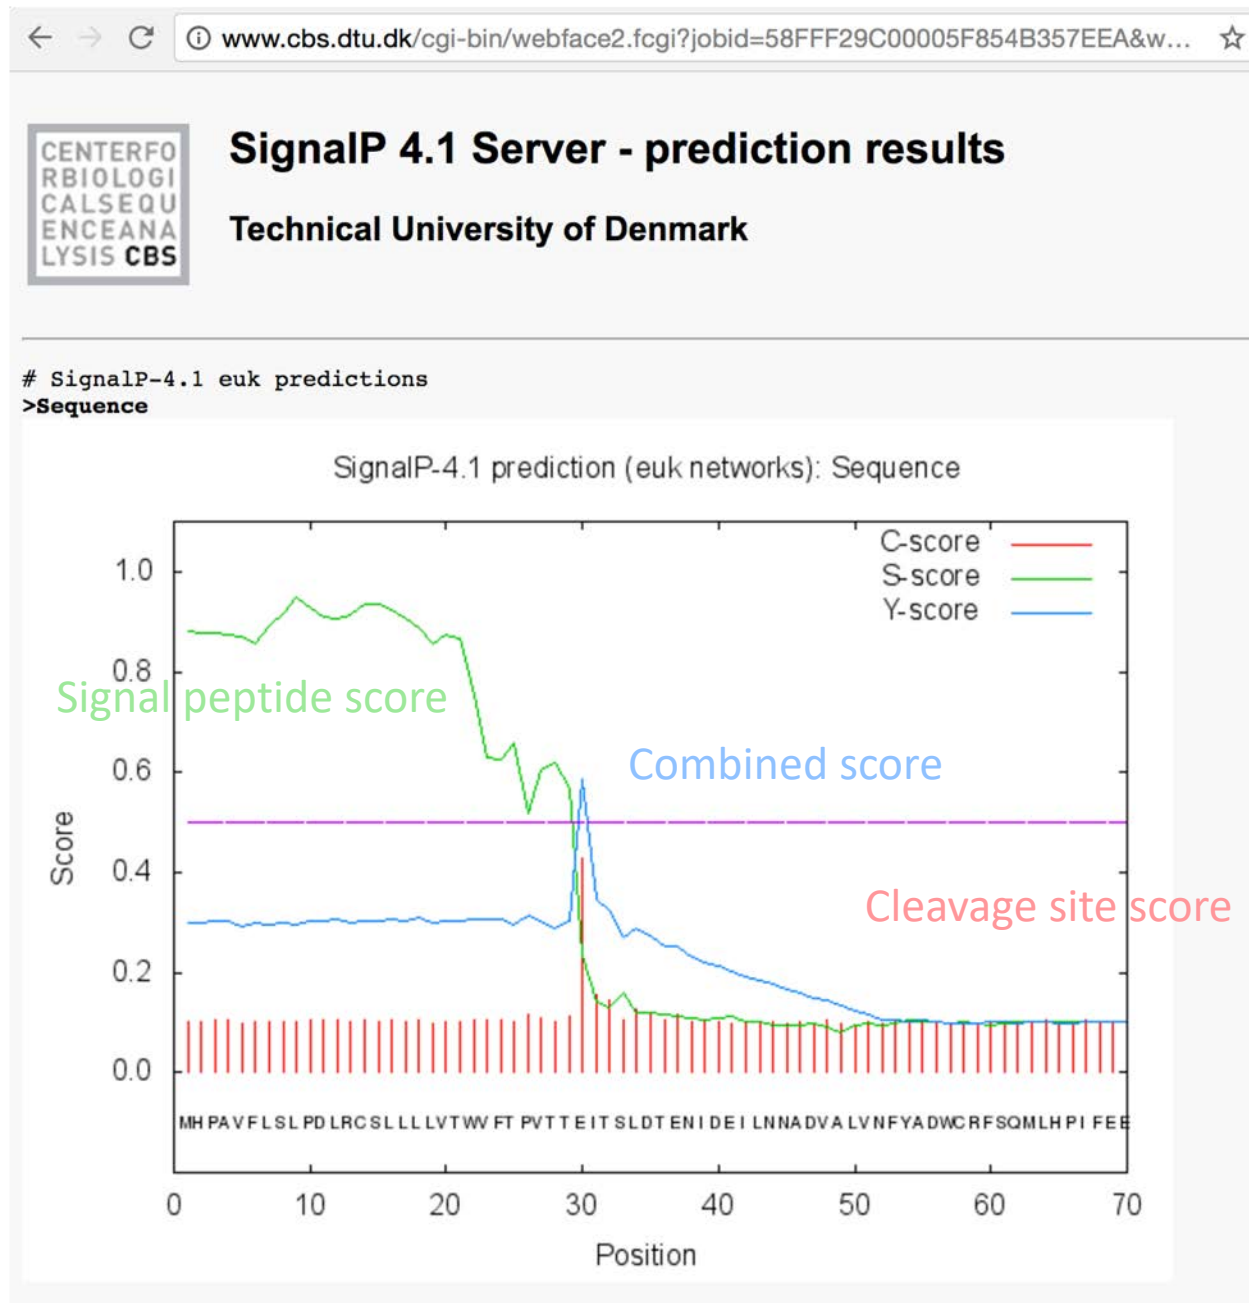 www.cbs.dtu.dk/cgi-bin/webface2.fcgi?jobid=58FFF29C00005F854B357EEA&w...
CENTERFO
RBIOLOGI
CALSEQU
ENCEANA
LYSIS CBS
SignalP 4.1 Server - prediction results
Technical University of Denmark
# SignalP-4.1 euk predictions
>Sequence
SignalP-4.1 prediction (euk networks): Sequence
C-score
S-score
Y-score
1.0
0.8
0.6
0.4
0.2
0.0
Score
Signal peptide score
Combined score
Cleavage site score
MHPAVFLSLPDLRCSLLLLVTWVFTPVTTEITSLDTENIDEILNNADVALVNFYADWCRFSQMLHPIFEE
0 10 20 30 40 50 60 70
Position